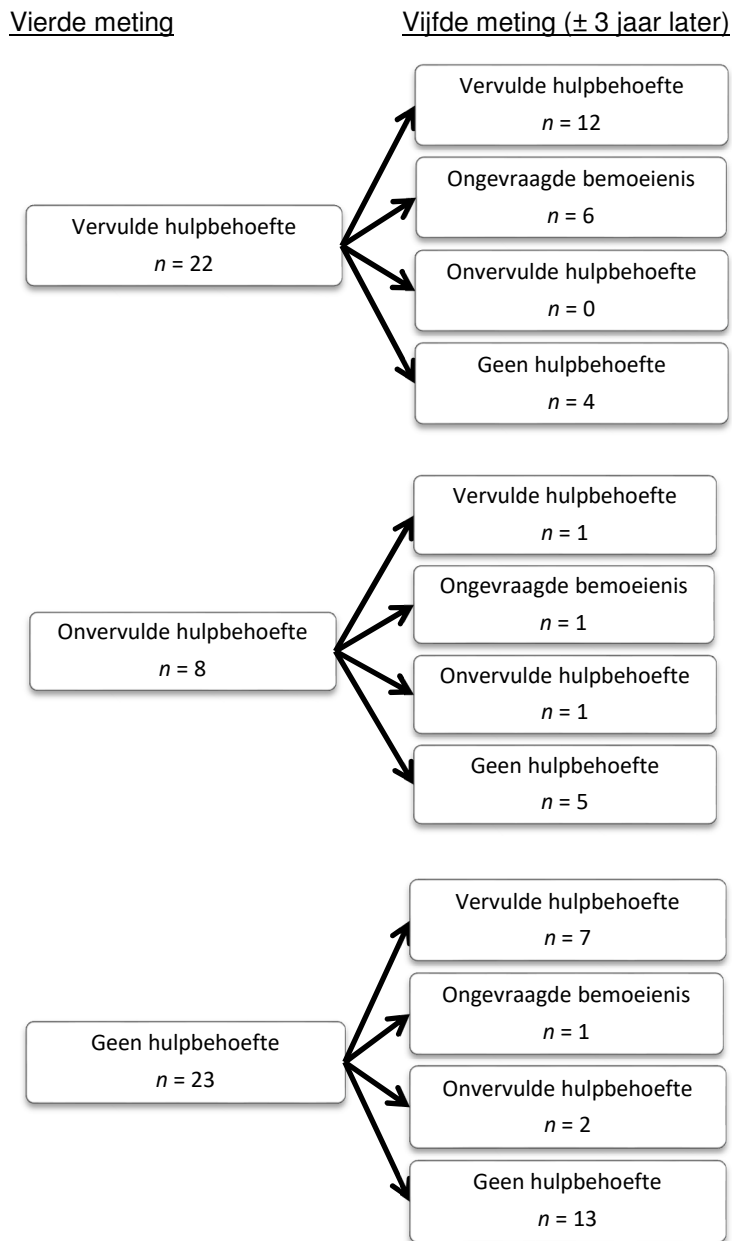 Vierde meting
Vijfde meting (± 3 jaar later)
Vervulde hulpbehoefte
n = 22
Vervulde hulpbehoefte
n = 12
Ongevraagde bemoeienis
n = 6
Onvervulde hulpbehoefte
n = 0
Geen hulpbehoefte
n = 4
Onvervulde hulpbehoefte
n = 8
Vervulde hulpbehoefte
n = 1
Ongevraagde bemoeienis
n = 1
Onvervulde hulpbehoefte
n = 1
Geen hulpbehoefte
n = 5
Geen hulpbehoefte
n = 23
Vervulde hulpbehoefte
n = 7
Ongevraagde bemoeienis
n = 1
Onvervulde hulpbehoefte
n = 2
Geen hulpbehoefte
n = 13